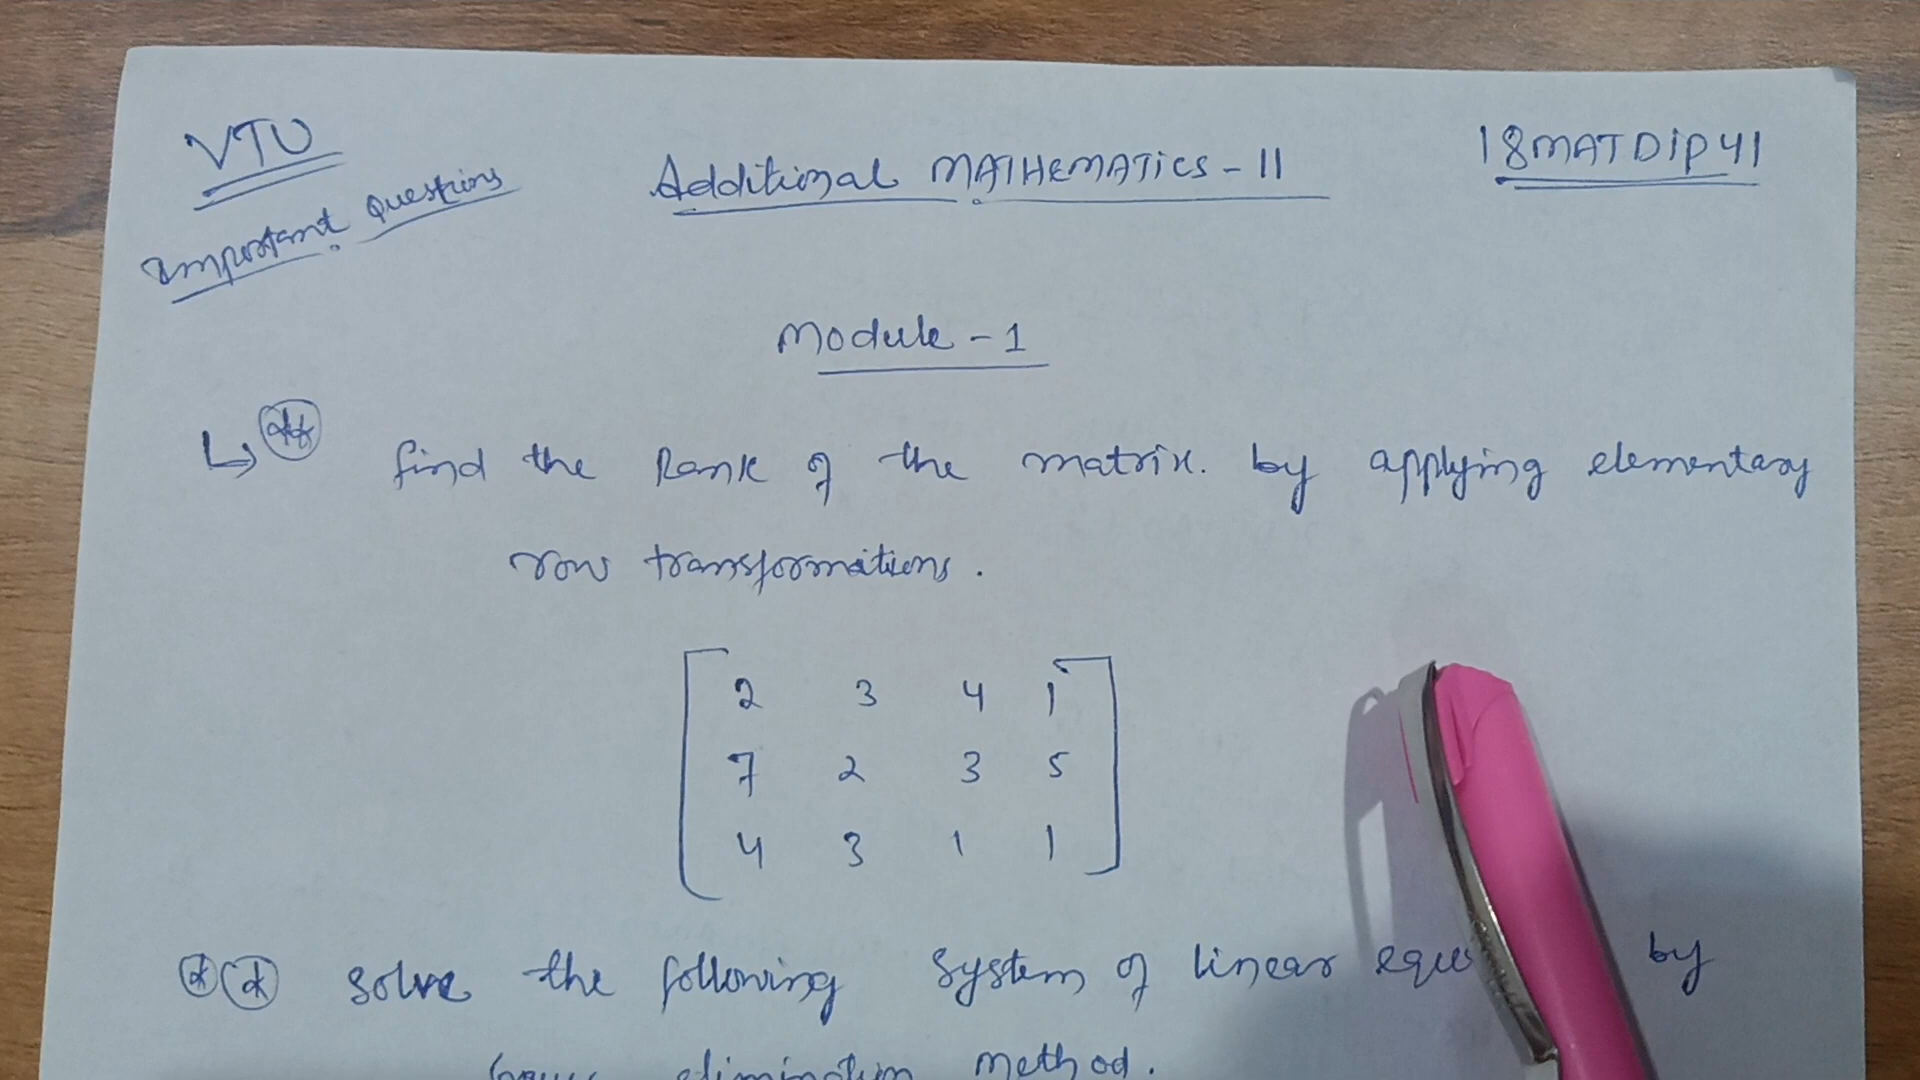 VTU
Important Questions
Additional MATHEMATICS - II
18MATDIP41
Module - 1
find the Rank of the matrix. by applying elementary
row transformations.
2 3 4 1
7 2 3 5
4 3 1 1
solve the following system of linear by
elimination method.